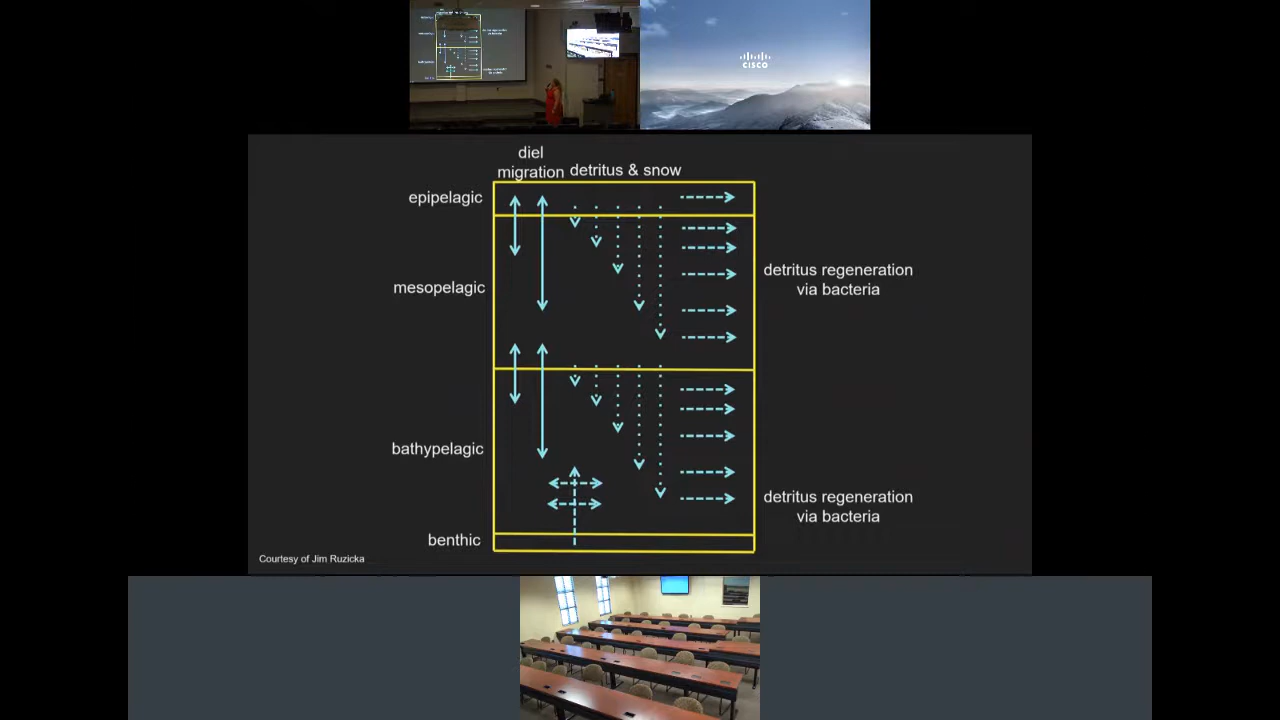 CISCO
diel
migration
detritus & snow
epipelagic
mesopelagic
detritus regeneration
via bacteria
bathypelagic
detritus regeneration
via bacteria
benthic
Courtesy of Jim Ruzicka